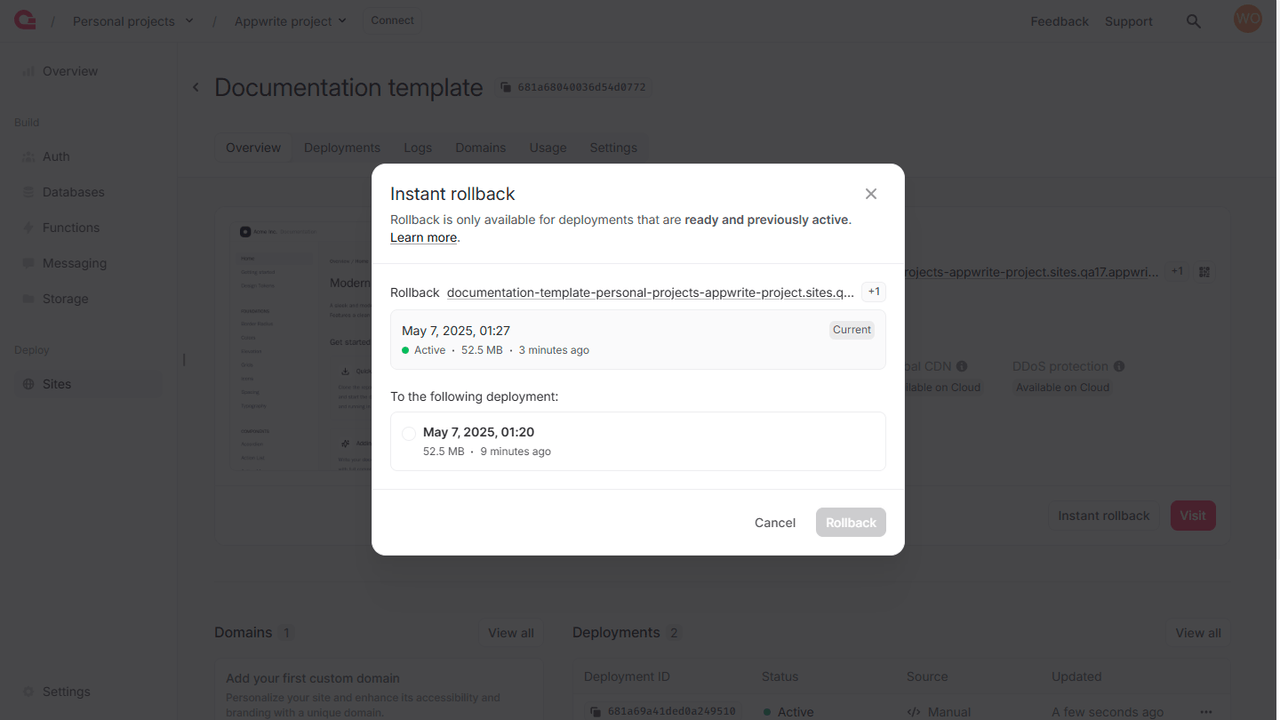 / Personal projects / Appwrite project Connect Feedback Support WO
Overview
Build
Auth
Databases
Functions
Messaging
Storage
Deploy
Sites
Settings
Documentation template 681a68040036d54d0772
Overview Deployments Logs Domains Usage Settings
rojects-appwrite-project.sites.qa17.appwri... +1
bal CDN DDoS protection
ilable on Cloud Available on Cloud
Instant rollback Visit
Instant rollback
Rollback is only available for deployments that are ready and previously active.
Learn more.
Rollback documentation-template-personal-projects-appwrite-project.sites.q... +1
May 7, 2025, 01:27 Current
Active · 52.5 MB · 3 minutes ago
To the following deployment:
May 7, 2025, 01:20
52.5 MB · 9 minutes ago
Cancel Rollback
Domains 1 View all
Add your first custom domain
Personalize your site and enhance its accessibility and
branding with a unique domain.
Deployments 2 View all
Deployment ID Status Source Updated
681a69a41ded0a249510 Active Manual A few seconds ago